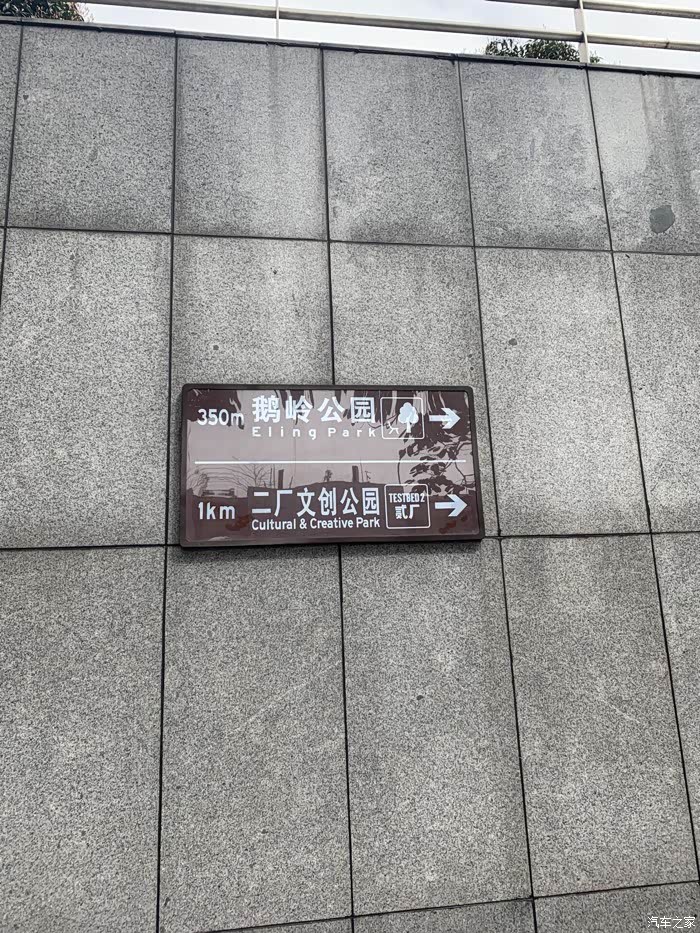 350m 鹅岭公园
Eling Park
1km 二厂文创公园 TESTBED2 贰厂
Cultural & Creative Park
汽车之家